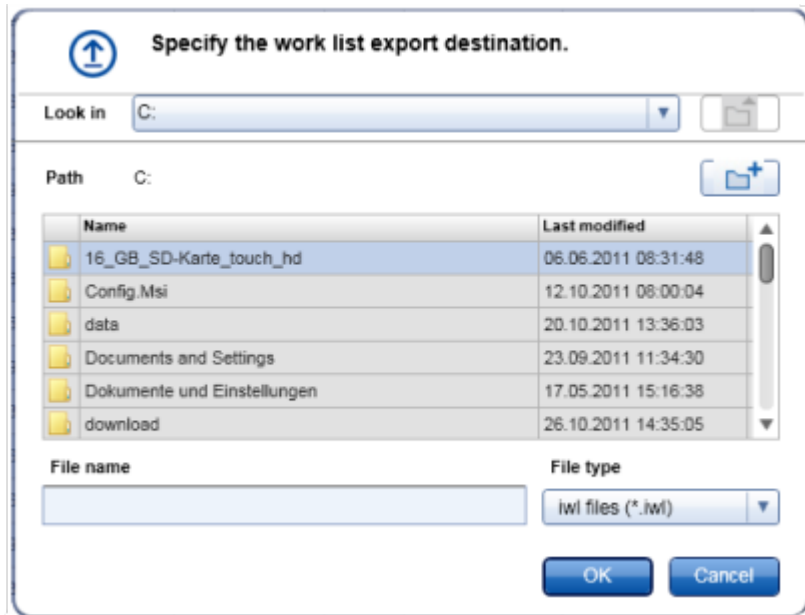 Specify the work list export destination.
Look in C:
Path C:
Name Last modified
16_GB_SD-Karte_touch_hd 06.06.2011 08:31:48
Config.Msi 12.10.2011 08:00:04
data 20.10.2011 13:36:03
Documents and Settings 23.09.2011 11:34:30
Dokumente und Einstellungen 17.05.2011 15:16:38
download 26.10.2011 14:35:05
File name File type
iwl files (*.iwl)
OK Cancel